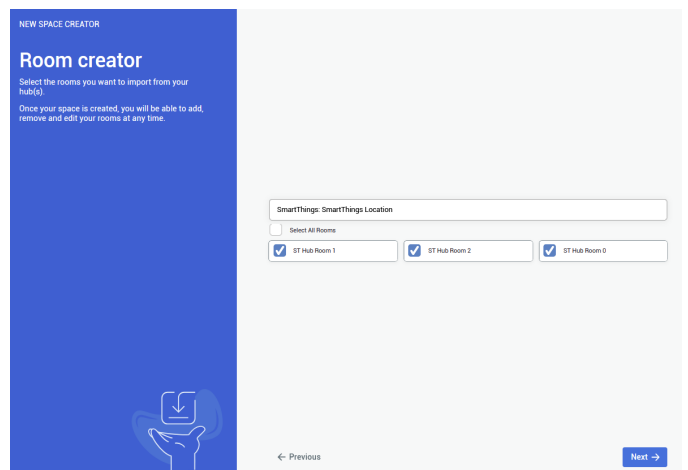 NEW SPACE CREATOR
Room creator
Select the rooms you want to import from your
hub(s).
Once your space is created, you will be able to add,
remove and edit your rooms at any time.
SmartThings: SmartThings Location
Select All Rooms
ST Hub Room 1
ST Hub Room 2
ST Hub Room 0
← Previous
Next →